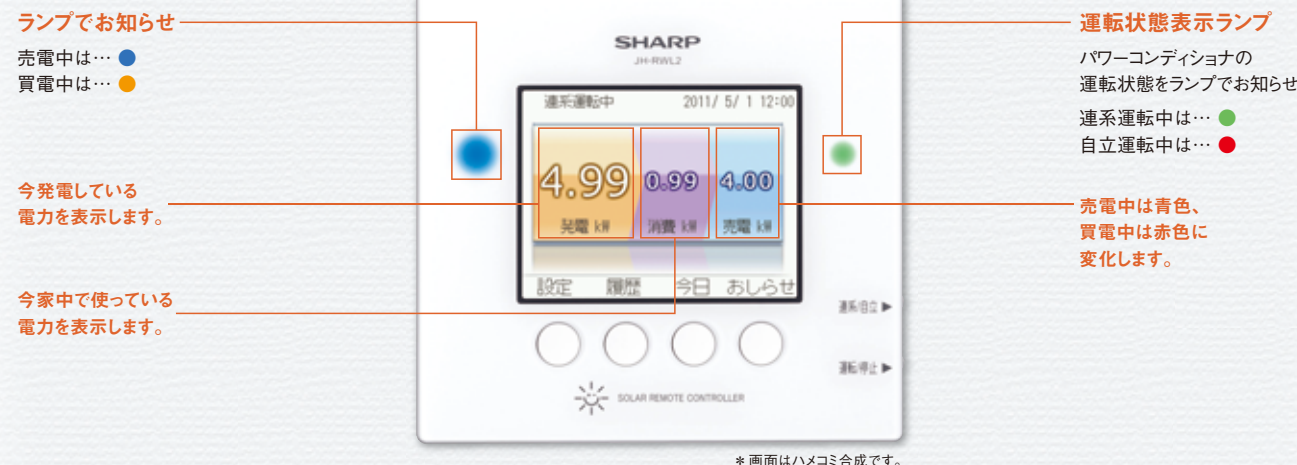 ランプでお知らせ
売電中は… ●
買電中は… ●
今発電している
電力を表示します。
今家中で使っている
電力を表示します。
SHARP
JH-RWL2
連系運転中 2011/ 5/ 1 12:00
4.99 0.99 4.00
発電 kW 消費 kW 売電 kW
設定 履歴 今日 おしらせ
連系/自立 ▶
運転/停止 ▶
SOLAR REMOTE CONTROLLER
運転状態表示ランプ
パワーコンディショナの
運転状態をランプでお知らせ
連系運転中は… ●
自立運転中は… ●
売電中は青色、
買電中は赤色に
変化します。
＊画面はハメコミ合成です。